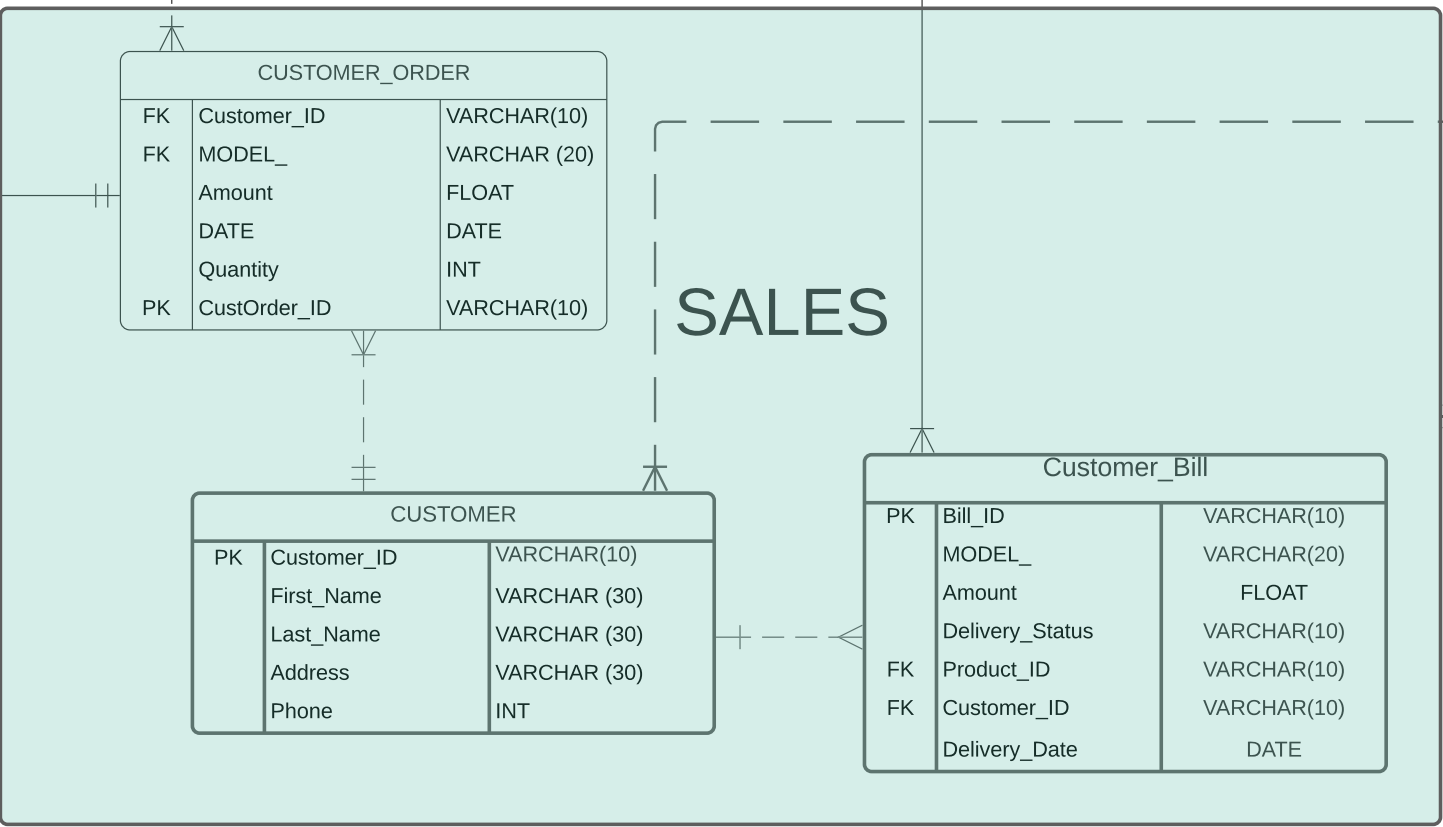 CUSTOMER_ORDER
FK Customer_ID VARCHAR(10)
FK MODEL_ VARCHAR (20)
Amount FLOAT
DATE DATE
Quantity INT
PK CustOrder_ID VARCHAR(10)
SALES
CUSTOMER
PK Customer_ID VARCHAR(10)
First_Name VARCHAR (30)
Last_Name VARCHAR (30)
Address VARCHAR (30)
Phone INT
Customer_Bill
PK Bill_ID VARCHAR(10)
MODEL_ VARCHAR(20)
Amount FLOAT
Delivery_Status VARCHAR(10)
FK Product_ID VARCHAR(10)
FK Customer_ID VARCHAR(10)
Delivery_Date DATE